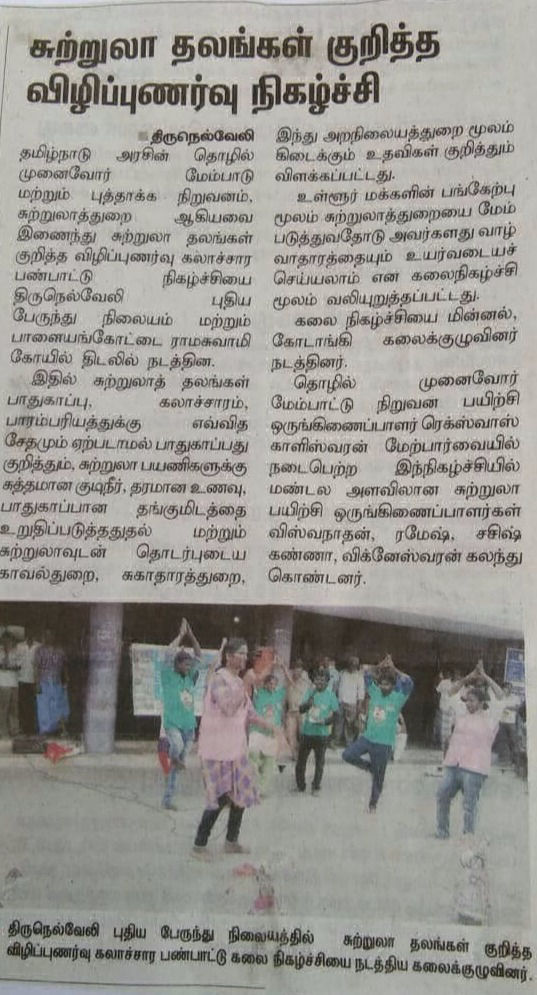 சுற்றுலா தலங்கள் குறித்த
விழிப்புணர்வு நிகழ்ச்சி
திருநெல்வேலி
தமிழ்நாடு அரசின் தொழில்
முனைவோர் மேம்பாடு
மற்றும் புத்தாக்க நிறுவனம்,
சுற்றுலாத்துறை ஆகியவை
இணைந்து சுற்றுலா தலங்கள்
குறித்த விழிப்புணர்வு கலாச்சார
பண்பாட்டு நிகழ்ச்சியை
திருநெல்வேலி புதிய
பேருந்து நிலையம் மற்றும்
பாளையங்கோட்டை ராமசுவாமி
கோயில் திடலில் நடத்தின.
இதில் சுற்றுலாத் தலங்கள்
பாதுகாப்பு, கலாச்சாரம்,
பாரம்பரியத்துக்கு எவ்வித
சேதமும் ஏற்படாமல் பாதுகாப்பது
குறித்தும், சுற்றுலா பயணிகளுக்கு
சுத்தமான குடிநீர், தரமான உணவு,
பாதுகாப்பான தங்குமிடத்தை
உறுதிப்படுத்ததுதல் மற்றும்
சுற்றுலாவுடன் தொடர்புடைய
காவல்துறை, சுகாதாரத்துறை,
இந்து அறநிலையத்துறை மூலம்
கிடைக்கும் உதவிகள் குறித்தும்
விளக்கப்பட்டது.
உள்ளூர் மக்களின் பங்கேற்பு
மூலம் சுற்றுலாத்துறையை மேம்
படுத்துவதோடு அவர்களது வாழ்
வாதாரத்தையும் உயர்வடையச்
செய்யலாம் என கலைநிகழ்ச்சி
மூலம் வலியுறுத்தப்பட்டது.
கலை நிகழ்ச்சியை மின்னல்,
கோடாங்கி கலைக்குழுவினர்
நடத்தினர்.
தொழில் முனைவோர்
மேம்பாட்டு நிறுவன பயிற்சி
ஒருங்கிணைப்பாளர் ரெக்ஸ்வாஸ்
காளிஸ்வரன் மேற்பார்வையில்
நடைபெற்ற இந்நிகழ்ச்சியில்
மண்டல அளவிலான சுற்றுலா
பயிற்சி ஒருங்கிணைப்பாளர்கள்
விஸ்வநாதன், ரமேஷ், சசிஷ்
கண்ணா, விக்னேஸ்வரன் கலந்து
கொண்டனர்.
திருநெல்வேலி புதிய பேருந்து நிலையத்தில் சுற்றுலா தலங்கள் குறித்த
விழிப்புணர்வு கலாச்சார பண்பாட்டு கலை நிகழ்ச்சியை நடத்திய கலைக்குழுவினர்.